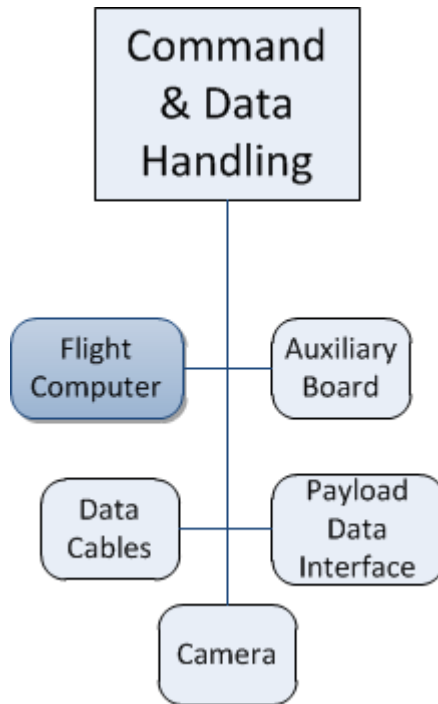 Command
& Data
Handling
Flight
Computer
Auxiliary
Board
Data
Cables
Payload
Data
Interface
Camera